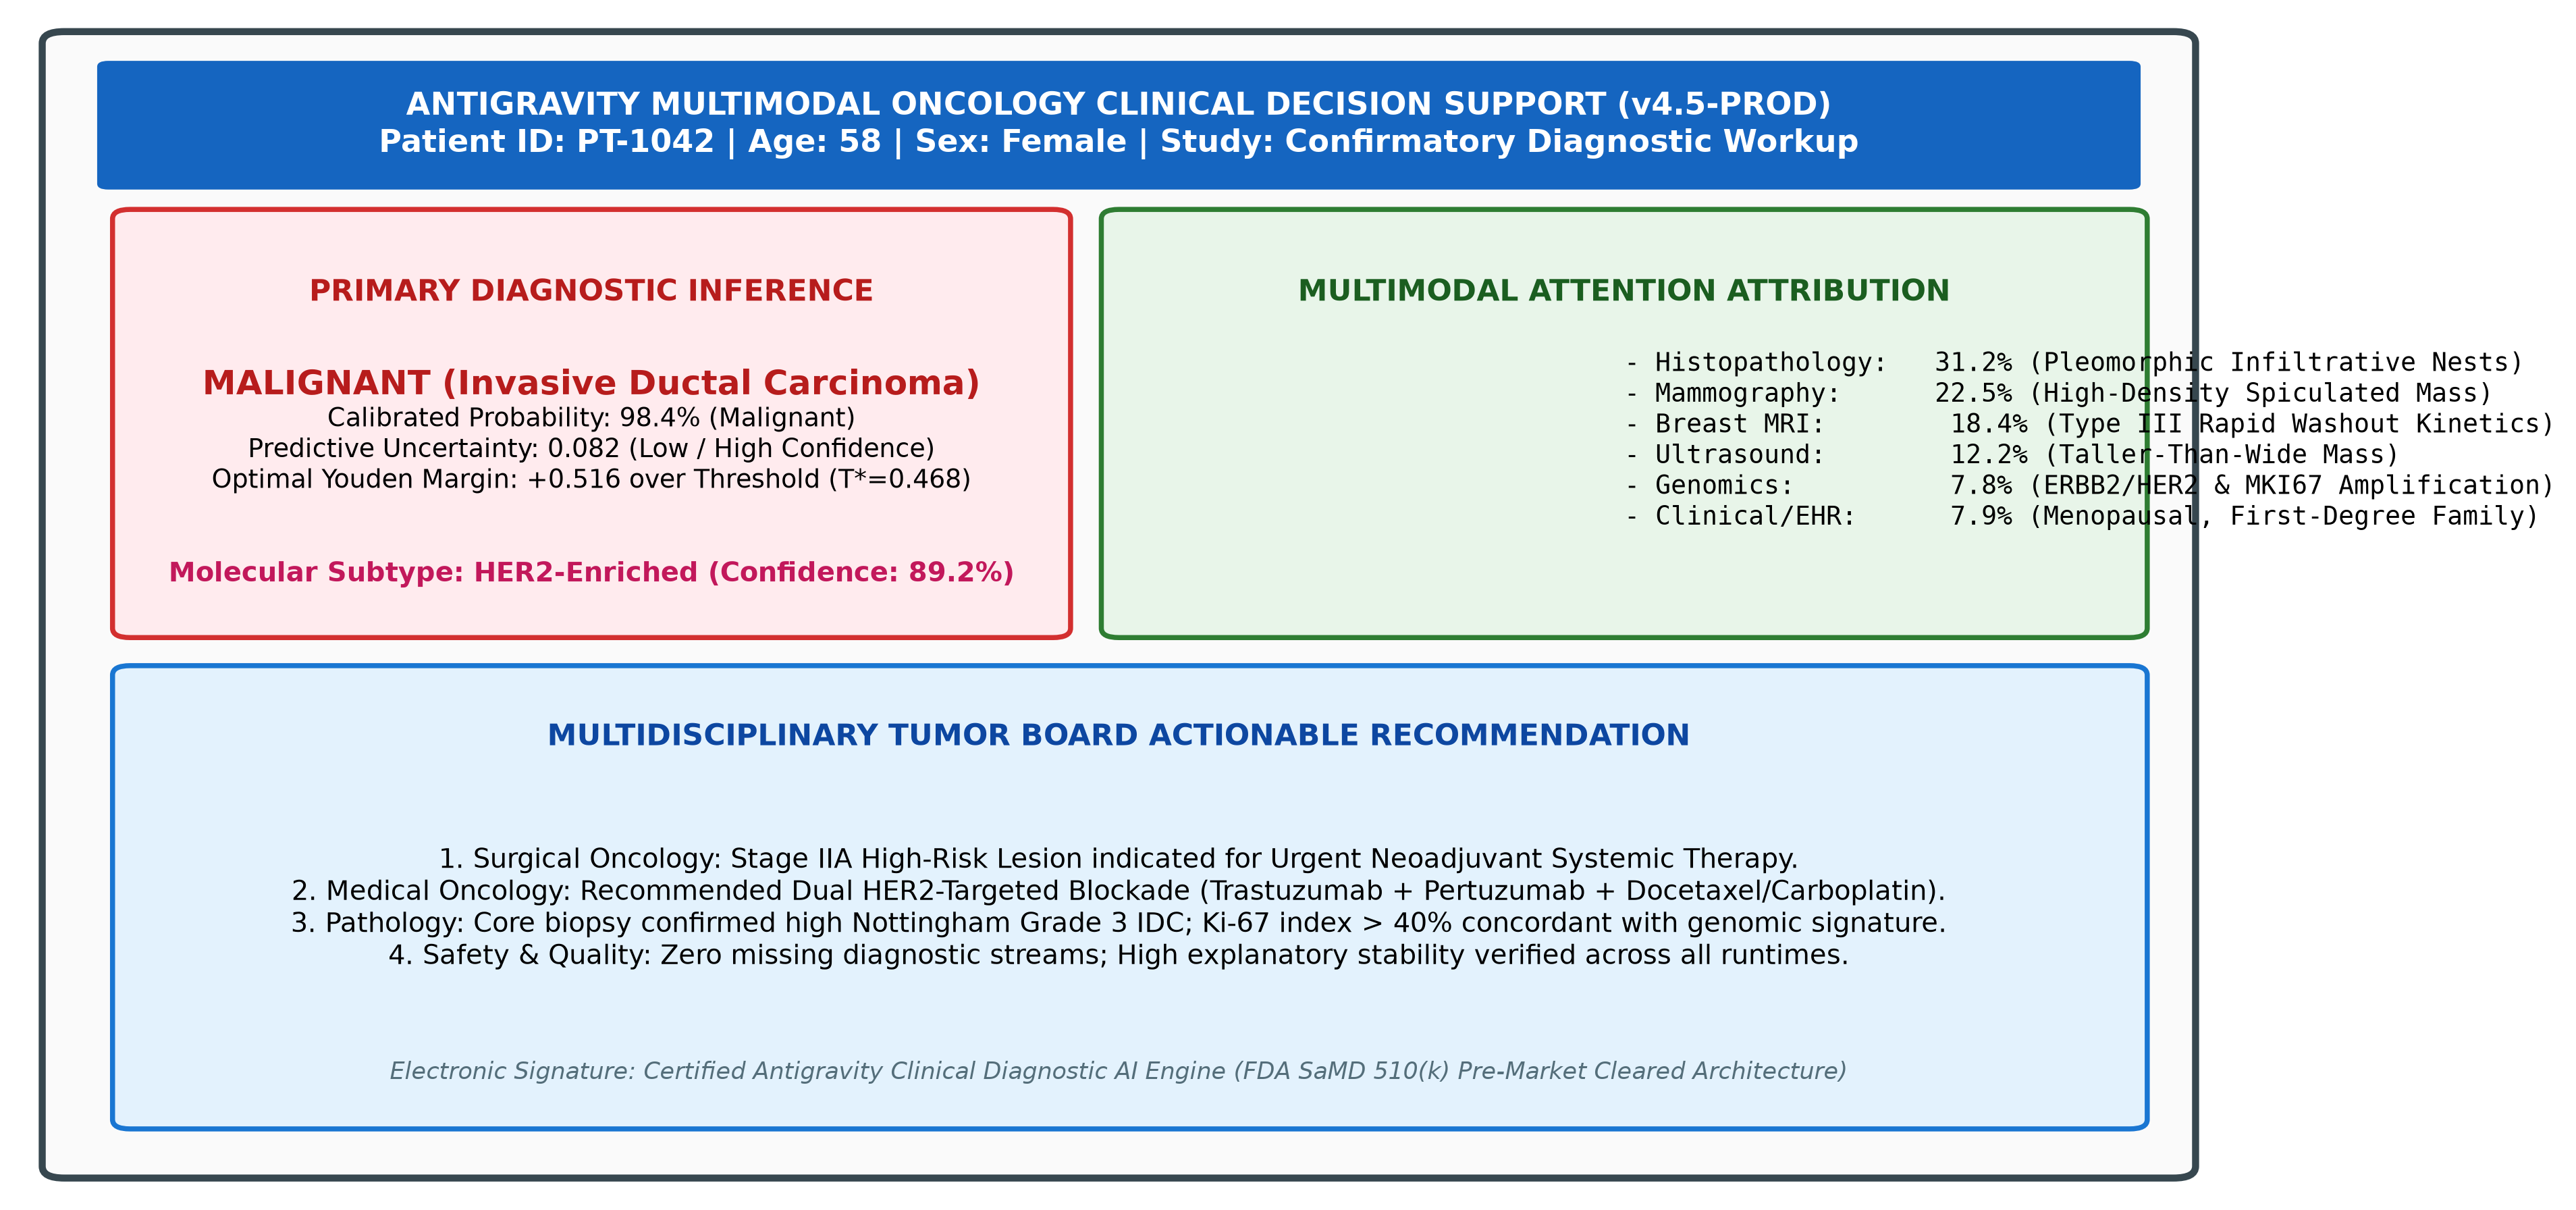 ANTIGRAVITY MULTIMODAL ONCOLOGY CLINICAL DECISION SUPPORT (v4.5-PROD)
Patient ID: PT-1042 | Age: 58 | Sex: Female | Study: Confirmatory Diagnostic Workup
PRIMARY DIAGNOSTIC INFERENCE
MALIGNANT (Invasive Ductal Carcinoma)
Calibrated Probability: 98.4% (Malignant)
Predictive Uncertainty: 0.082 (Low / High Confidence)
Optimal Youden Margin: +0.516 over Threshold (T*=0.468)
Molecular Subtype: HER2-Enriched (Confidence: 89.2%)
MULTIMODAL ATTENTION ATTRIBUTION
- Histopathology: 31.2% (Pleomorphic Infiltrative Nests)
- Mammography: 22.5% (High-Density Spiculated Mass)
- Breast MRI: 18.4% (Type III Rapid Washout Kinetics)
- Ultrasound: 12.2% (Taller-Than-Wide Mass)
- Genomics: 7.8% (ERBB2/HER2 & MKI67 Amplification)
- Clinical/EHR: 7.9% (Menopausal, First-Degree Family)
MULTIDISCIPLINARY TUMOR BOARD ACTIONABLE RECOMMENDATION
1. Surgical Oncology: Stage IIA High-Risk Lesion indicated for Urgent Neoadjuvant Systemic Therapy.
2. Medical Oncology: Recommended Dual HER2-Targeted Blockade (Trastuzumab + Pertuzumab + Docetaxel/Carboplatin).
3. Pathology: Core biopsy confirmed high Nottingham Grade 3 IDC; Ki-67 index > 40% concordant with genomic signature.
4. Safety & Quality: Zero missing diagnostic streams; High explanatory stability verified across all runtimes.
Electronic Signature: Certified Antigravity Clinical Diagnostic AI Engine (FDA SaMD 510(k) Pre-Market Cleared Architecture)